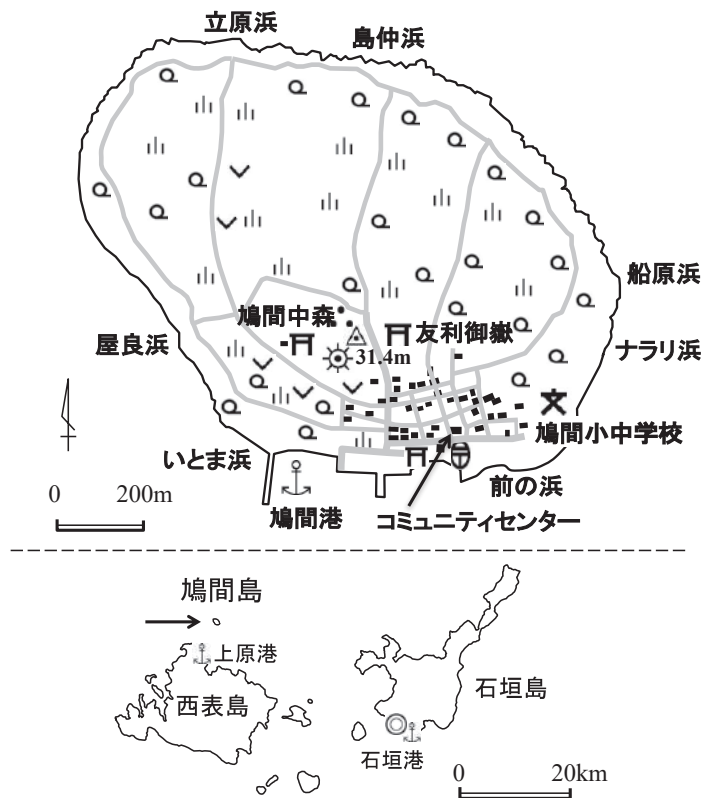 立原浜
島仲浜
船原浜
鳩間中森
友利御嶽
31.4m
屋良浜
ナラリ浜
鳩間小中学校
いとま浜
前の浜
0 200m
鳩間港
コミュニティセンター
鳩間島
上原港
西表島
石垣島
石垣港
0 20km